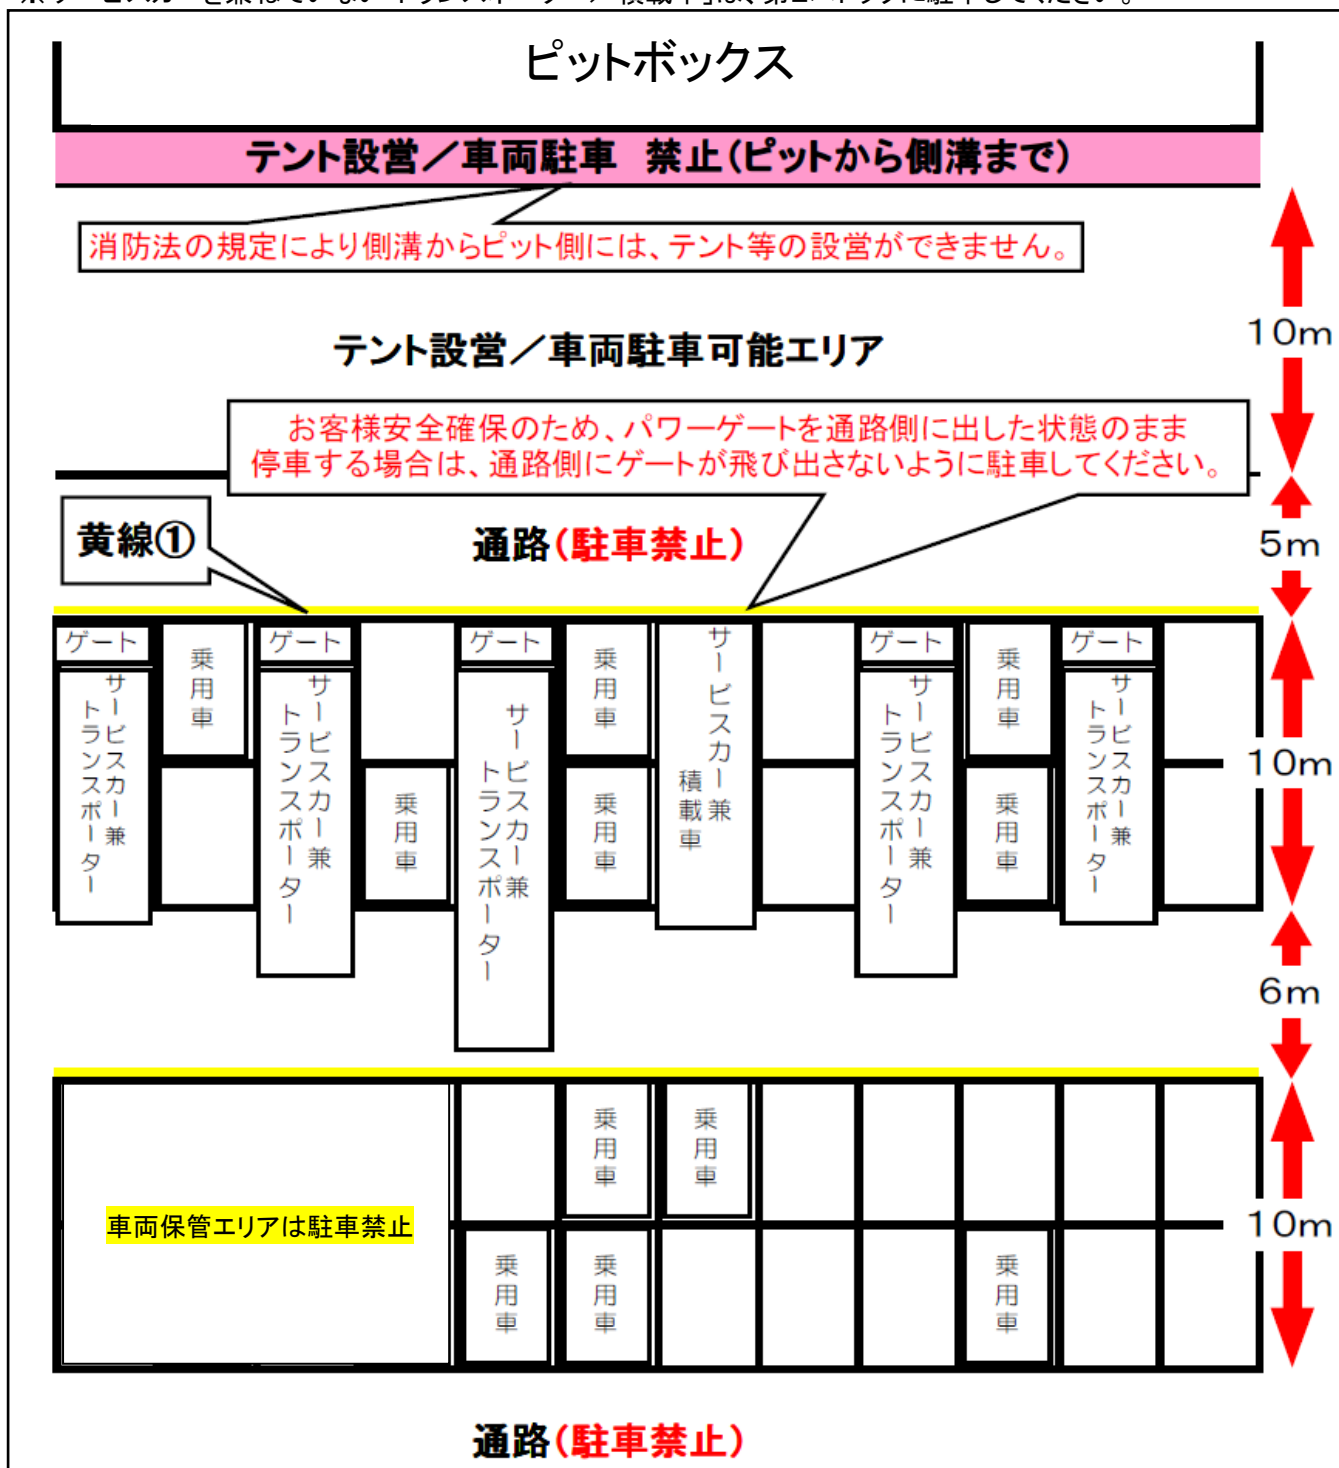 ピットボックス
テント設営／車両駐車　禁止(ピットから側溝まで)
消防法の規定により側溝からピット側には、テント等の設営ができません。
10m
テント設営／車両駐車可能エリア
お客様安全確保のため、パワーゲートを通路側に出した状態のまま
停車する場合は、通路側にゲートが飛び出さないように駐車してください。
黄線①
通路(駐車禁止)
5m
ゲート
サービスカー兼
トランスポーター
乗用車
ゲート
サービスカー兼
トランスポーター
乗用車
ゲート
サービスカー兼
トランスポーター
乗用車
乗用車
サービスカー兼
積載車
ゲート
サービスカー兼
トランスポーター
乗用車
乗用車
ゲート
サービスカー兼
トランスポーター
10m
6m
車両保管エリアは駐車禁止
乗用車
乗用車
乗用車
乗用車
乗用車
10m
通路(駐車禁止)